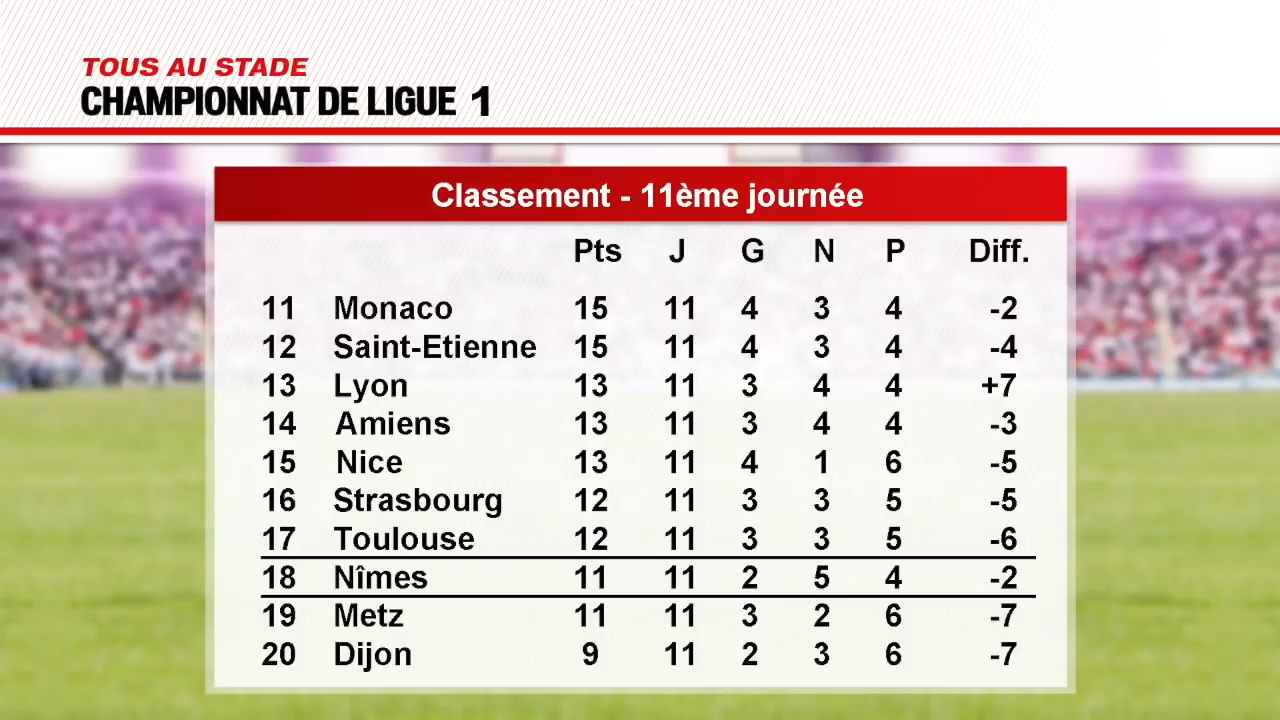 TOUS AU STADE
CHAMPIONNAT DE LIGUE 1
Classement - 11ème journée
Pts J G N P Diff.
11 Monaco 15 11 4 3 4 -2
12 Saint-Etienne 15 11 4 3 4 -4
13 Lyon 13 11 3 4 4 +7
14 Amiens 13 11 3 4 4 -3
15 Nice 13 11 4 1 6 -5
16 Strasbourg 12 11 3 3 5 -5
17 Toulouse 12 11 3 3 5 -6
18 Nîmes 11 11 2 5 4 -2
19 Metz 11 11 3 2 6 -7
20 Dijon 9 11 2 3 6 -7